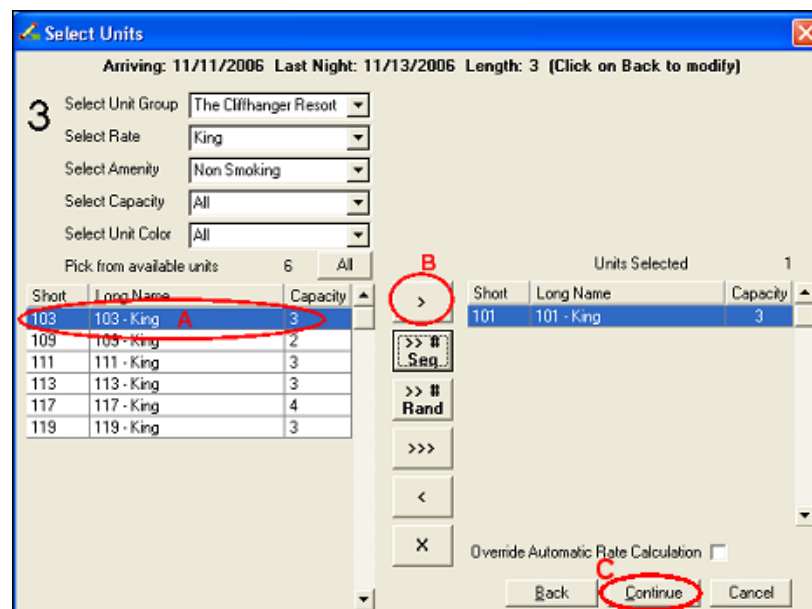 Select Units
Arriving: 11/11/2006 Last Night: 11/13/2006 Length: 3 (Click on Back to modify)
3
Select Unit Group The Cliffhanger Resort
Select Rate King
Select Amenity Non Smoking
Select Capacity All
Select Unit Color All
Pick from available units 6 All
Short Long Name Capacity
103 103 - King A 3
109 109 - King 2
111 111 - King 3
113 113 - King 3
117 117 - King 4
119 119 - King 3
B
>
>> #
Seq
>> #
Rand
>>>
<
X
Units Selected 1
Short Long Name Capacity
101 101 - King 3
Override Automatic Rate Calculation
C
Back Continue Cancel